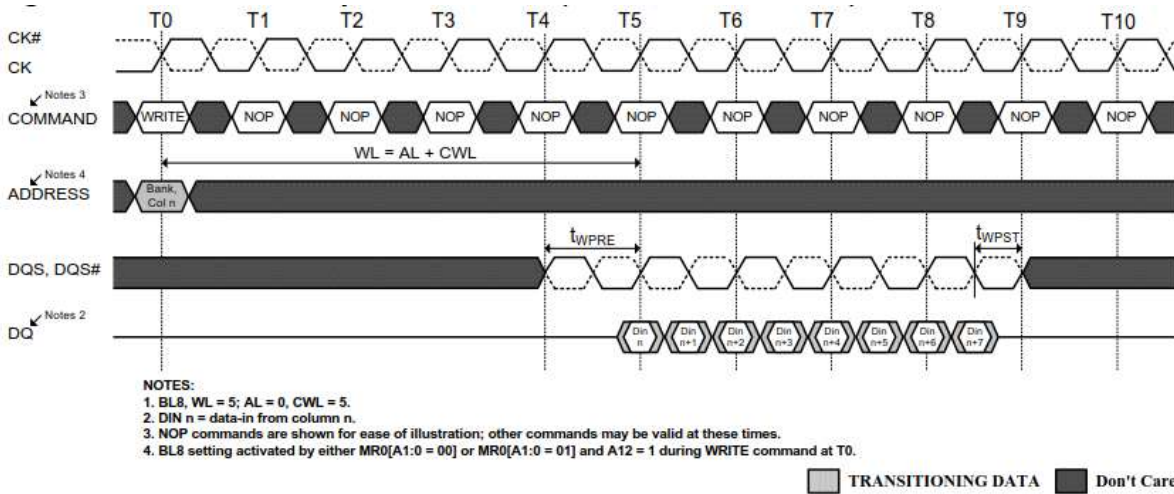 T0 T1 T2 T3 T4 T5 T6 T7 T8 T9 T10
CK#
CK
Notes 3
COMMAND WRITE NOP NOP NOP NOP NOP NOP NOP NOP NOP NOP
WL = AL + CWL
Notes 4
ADDRESS
Bank,
Col n
tWPRE tWPST
DQS, DQS#
Notes 2
DQ
Din n Din n+1 Din n+2 Din n+3 Din n+4 Din n+5 Din n+6 Din n+7
NOTES:
1. BL8, WL = 5; AL = 0, CWL = 5.
2. DIN n = data-in from column n.
3. NOP commands are shown for ease of illustration; other commands may be valid at these times.
4. BL8 setting activated by either MR0[A1:0 = 00] or MR0[A1:0 = 01] and A12 = 1 during WRITE command at T0.
TRANSITIONING DATA Don't Care